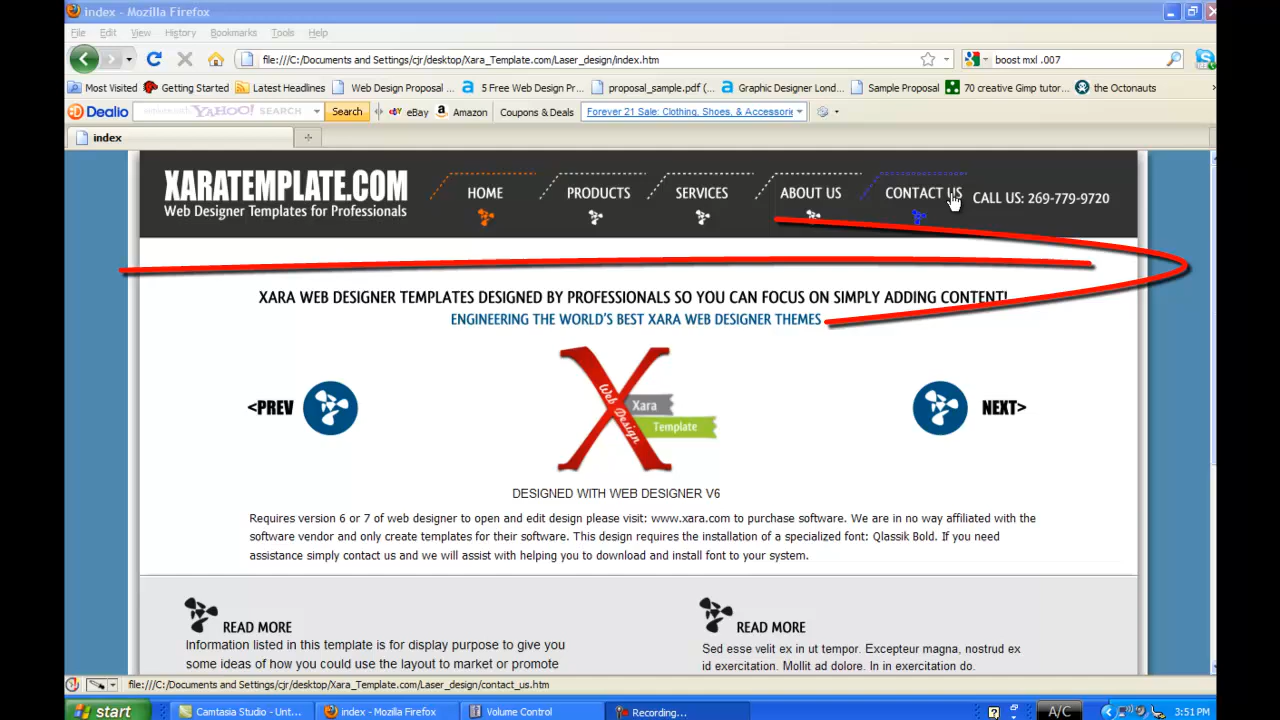 index - Mozilla Firefox
File Edit View History Bookmarks Tools Help
file:///C:/Documents and Settings/cjr/desktop/Xara_Template.com/Laser_design/index.htm
boost mxl .007
Most Visited Getting Started Latest Headlines Web Design Proposal ... 5 Free Web Design Pr... proposal_sample.pdf (... Graphic Designer Lond... Sample Proposal 70 creative Gimp tutor... the Octonauts
Dealio YAHOO! SEARCH Search eBay Amazon Coupons & Deals Forever 21 Sale: Clothing, Shoes, & Accessorie
index
XARATEMPLATE.COM
Web Designer Templates for Professionals
HOME PRODUCTS SERVICES ABOUT US CONTACT US CALL US: 269-779-9720
XARA WEB DESIGNER TEMPLATES DESIGNED BY PROFESSIONALS SO YOU CAN FOCUS ON SIMPLY ADDING CONTENT!
ENGINEERING THE WORLD'S BEST XARA WEB DESIGNER THEMES
<PREV
Web Design
Xara
Template
NEXT>
DESIGNED WITH WEB DESIGNER V6
Requires version 6 or 7 of web designer to open and edit design please visit: www.xara.com to purchase software. We are in no way affiliated with the
software vendor and only create templates for their software. This design requires the installation of a specialized font: Qlassik Bold. If you need
assistance simply contact us and we will assist with helping you to download and install font to your system.
READ MORE
Information listed in this template is for display purpose to give you
some ideas of how you could use the layout to market or promote
READ MORE
Sed esse velit ex in ut tempor. Excepteur magna, nostrud ex
id exercitation. Mollit ad dolore. In in exercitation do.
file:///C:/Documents and Settings/cjr/desktop/Xara_Template.com/Laser_design/contact_us.htm
start Camtasia Studio - Unt... index - Mozilla Firefox Volume Control Recording... A/C 3:51 PM